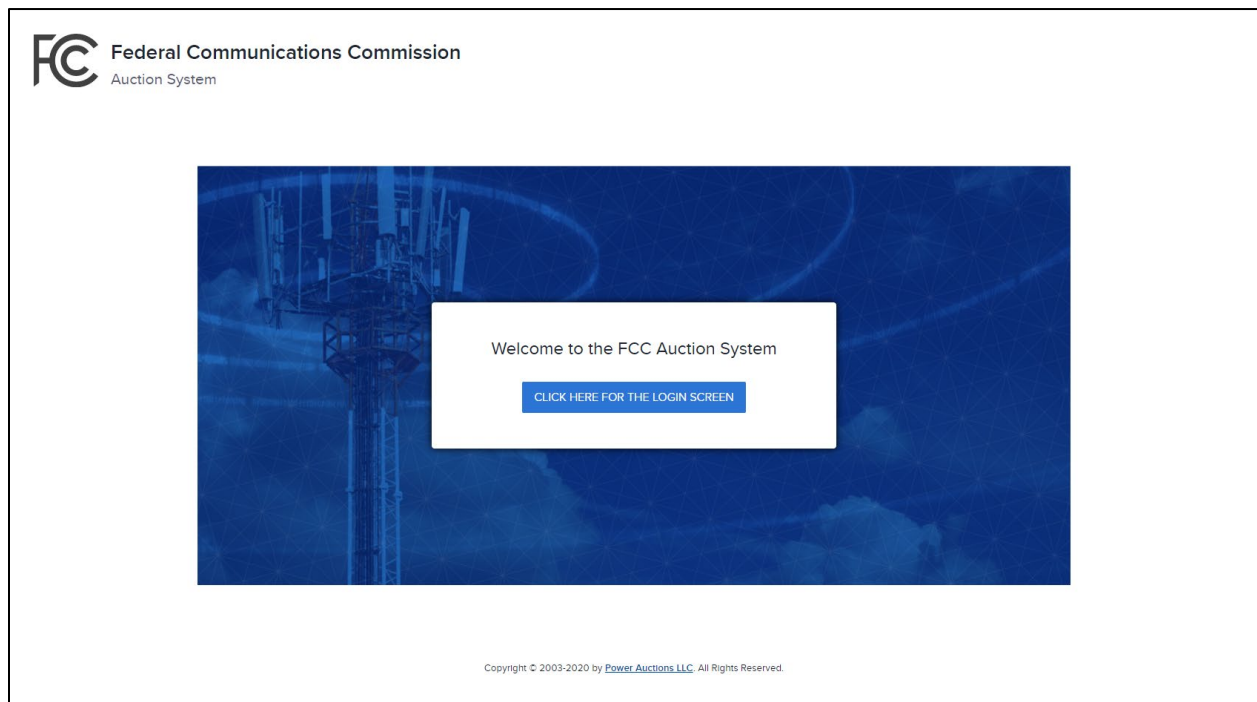 FCC
Federal Communications Commission
Auction System
Welcome to the FCC Auction System
CLICK HERE FOR THE LOGIN SCREEN
Copyright © 2003-2020 by Power Auctions LLC. All Rights Reserved.